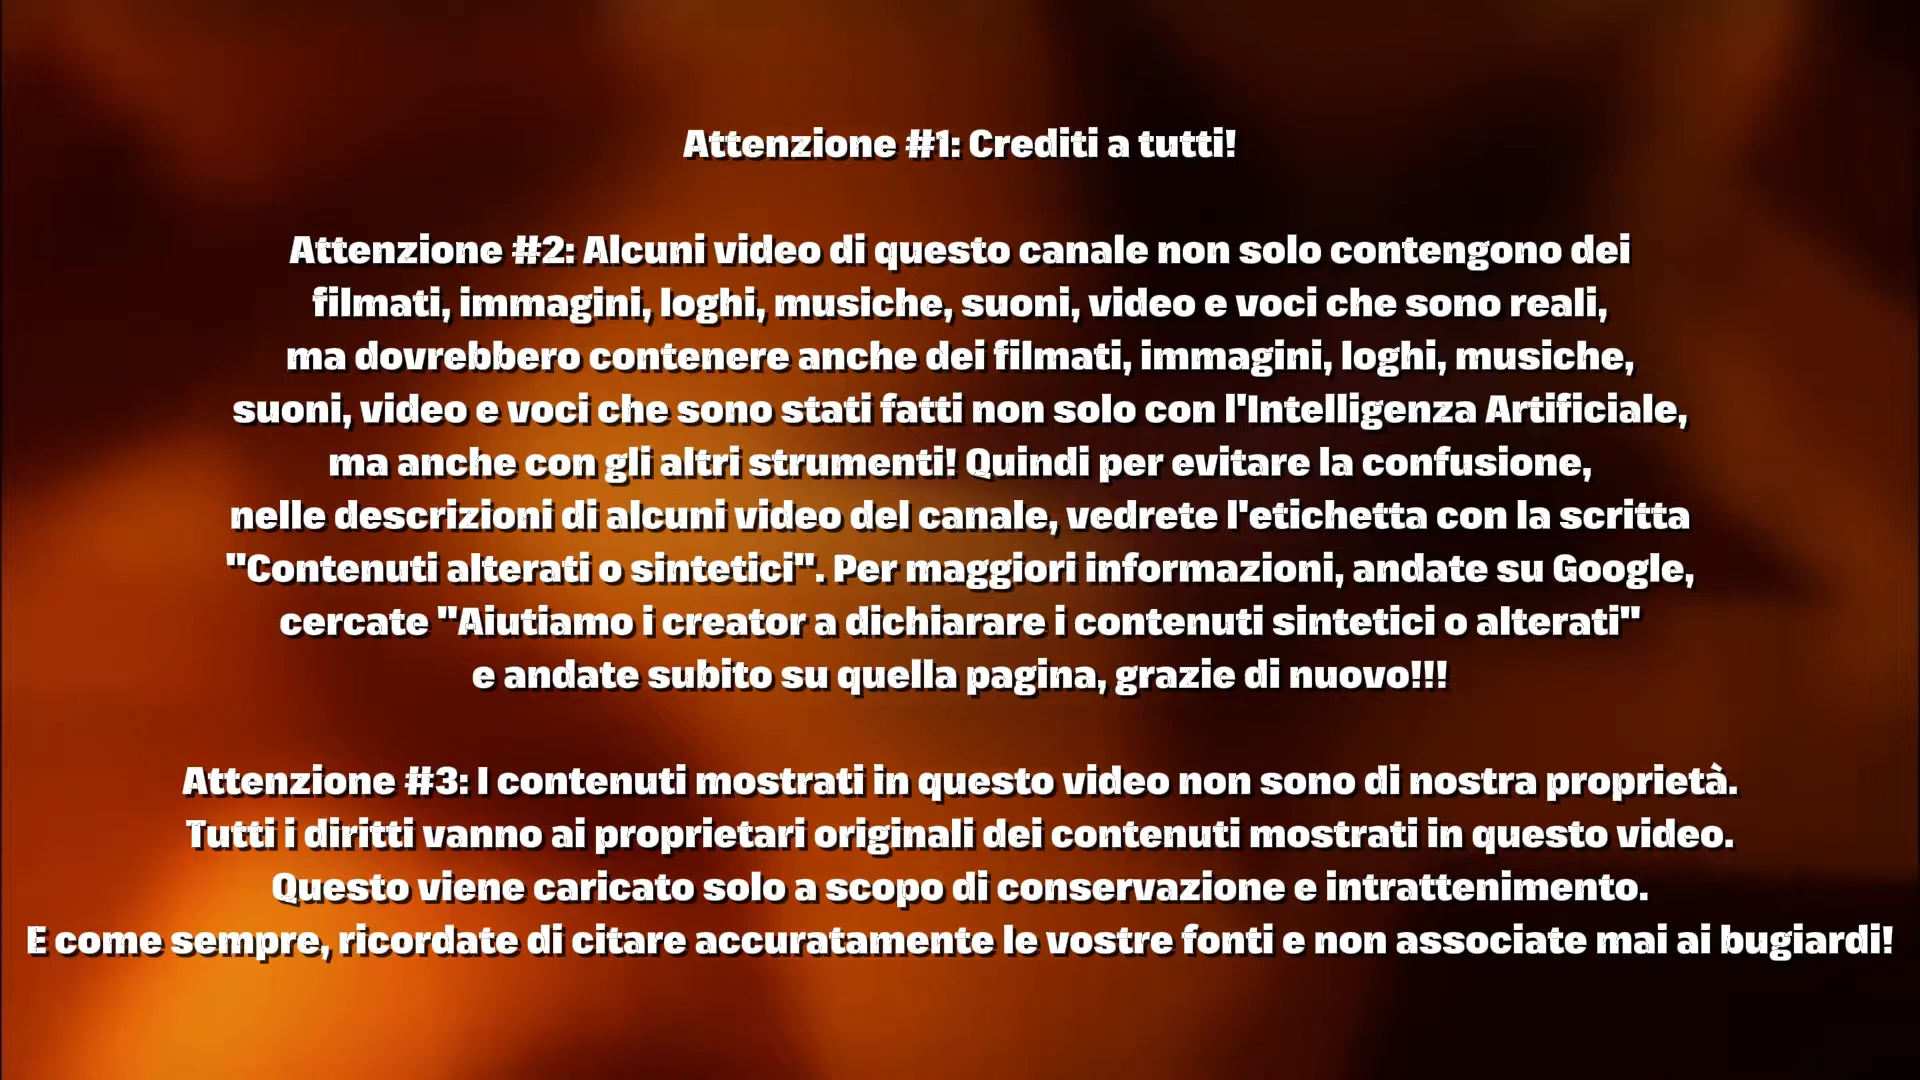 Attenzione #1: Crediti a tutti!
Attenzione #2: Alcuni video di questo canale non solo contengono dei
filmati, immagini, loghi, musiche, suoni, video e voci che sono reali,
ma dovrebbero contenere anche dei filmati, immagini, loghi, musiche,
suoni, video e voci che sono stati fatti non solo con l'Intelligenza Artificiale,
ma anche con gli altri strumenti! Quindi per evitare la confusione,
nelle descrizioni di alcuni video del canale, vedrete l'etichetta con la scritta
"Contenuti alterati o sintetici". Per maggiori informazioni, andate su Google,
cercate "Aiutiamo i creator a dichiarare i contenuti sintetici o alterati"
e andate subito su quella pagina, grazie di nuovo!!!
Attenzione #3: I contenuti mostrati in questo video non sono di nostra proprietà.
Tutti i diritti vanno ai proprietari originali dei contenuti mostrati in questo video.
Questo viene caricato solo a scopo di conservazione e intrattenimento.
E come sempre, ricordate di citare accuratamente le vostre fonti e non associate mai ai bugiardi!